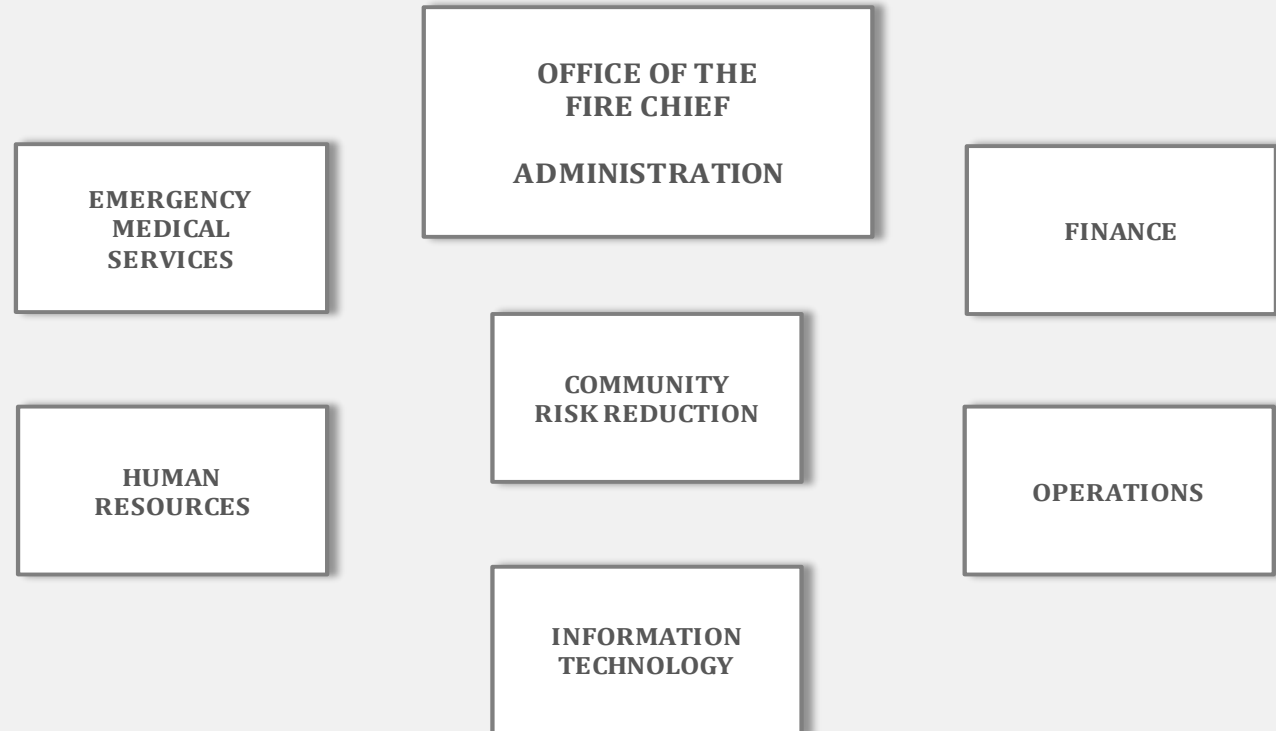 OFFICE OF THE
FIRE CHIEF
ADMINISTRATION
EMERGENCY
MEDICAL
SERVICES
FINANCE
COMMUNITY
RISK REDUCTION
HUMAN
RESOURCES
OPERATIONS
INFORMATION
TECHNOLOGY